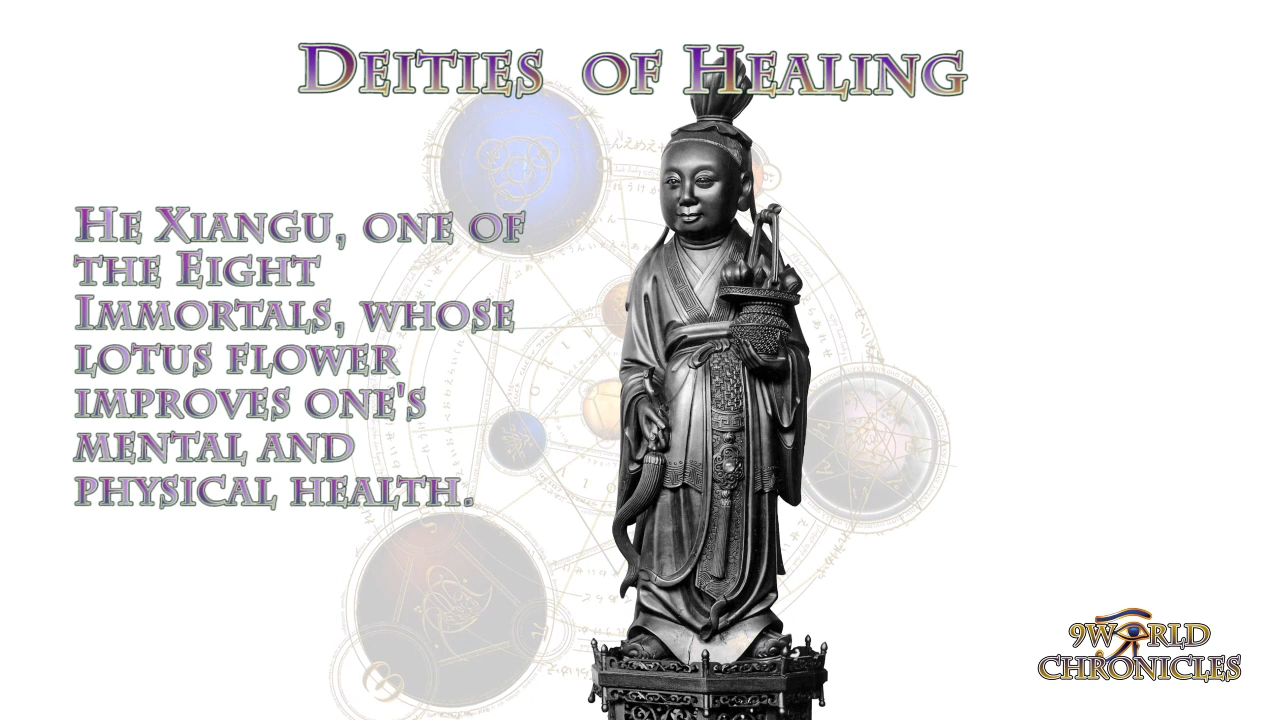 Deities of Healing
He Xiangu, one of
the Eight
Immortals, whose
lotus flower
improves one's
mental and
physical health.
9World
Chronicles